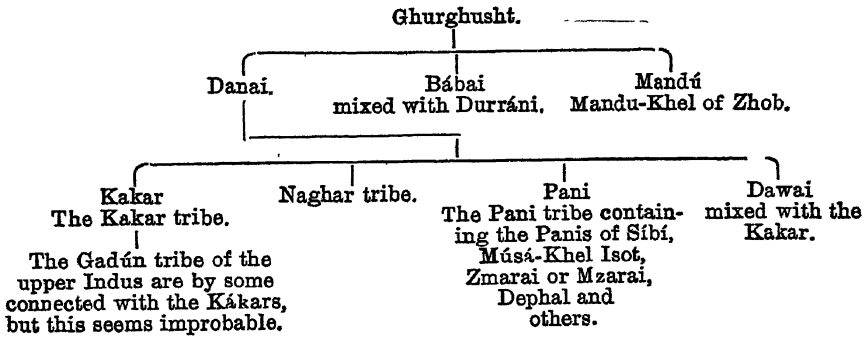 Ghurghusht.
Danai.
Bábai
mixed with Durráni.
Mandú
Mandu-Khel of Zhob.
Kakar
The Kakar tribe.
The Gadún tribe of the
upper Indus are by some
connected with the Kákars,
but this seems improbable.
Naghar tribe.
Pani
The Pani tribe contain-
ing the Panis of Síbí,
Músá-Khel Isot,
Zmarai or Mzarai,
Dephal and
others.
Dawai
mixed with the
Kakar.